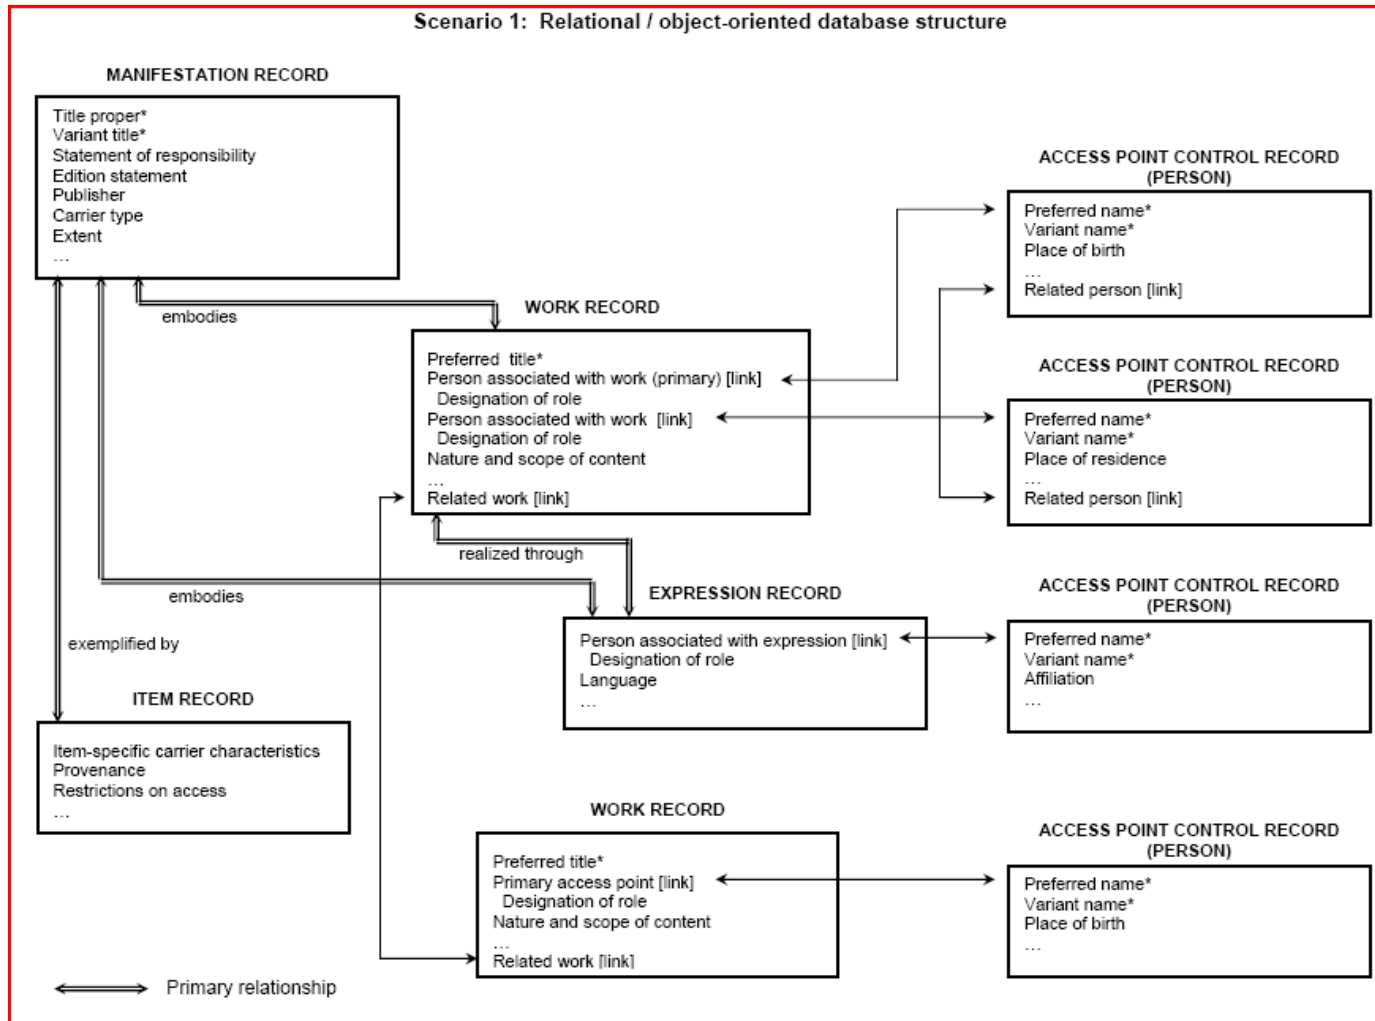 Scenario 1: Relational / object-oriented database structure
MANIFESTATION RECORD
Title proper*
Variant title*
Statement of responsibility
Edition statement
Publisher
Carrier type
Extent
…
embodies
WORK RECORD
Preferred title*
Person associated with work (primary) [link]
Designation of role
Person associated with work [link]
Designation of role
Nature and scope of content
…
Related work [link]
realized through
embodies
exemplified by
EXPRESSION RECORD
Person associated with expression [link]
Designation of role
Language
…
ITEM RECORD
Item-specific carrier characteristics
Provenance
Restrictions on access
…
WORK RECORD
Preferred title*
Primary access point [link]
Designation of role
Nature and scope of content
…
Related work [link]
ACCESS POINT CONTROL RECORD
(PERSON)
Preferred name*
Variant name*
Place of birth
…
Related person [link]
ACCESS POINT CONTROL RECORD
(PERSON)
Preferred name*
Variant name*
Place of residence
…
Related person [link]
ACCESS POINT CONTROL RECORD
(PERSON)
Preferred name*
Variant name*
Affiliation
…
ACCESS POINT CONTROL RECORD
(PERSON)
Preferred name*
Variant name*
Place of birth
…
Primary relationship